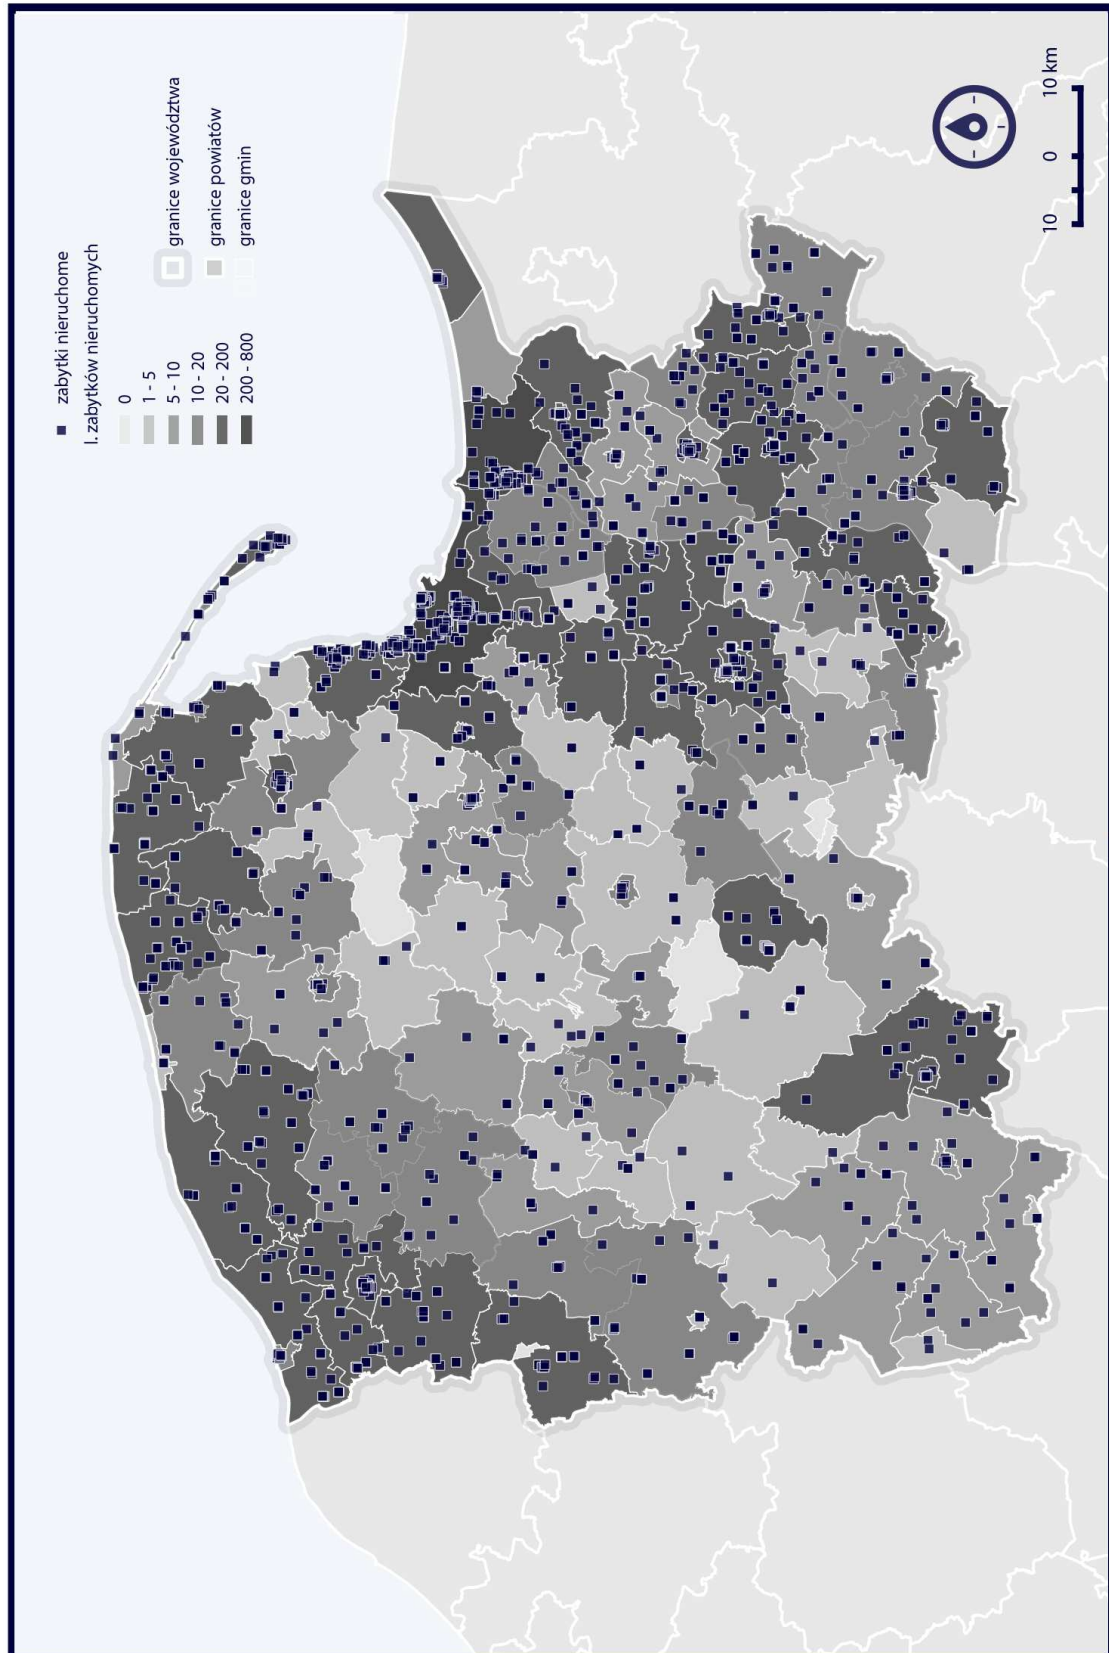 zabytki nieruchome
l. zabytków nieruchomych
0
1 - 5
5 - 10
10 - 20
20 - 200
200 - 800
granice województwa
granice powiatów
granice gmin
10 0 10 km